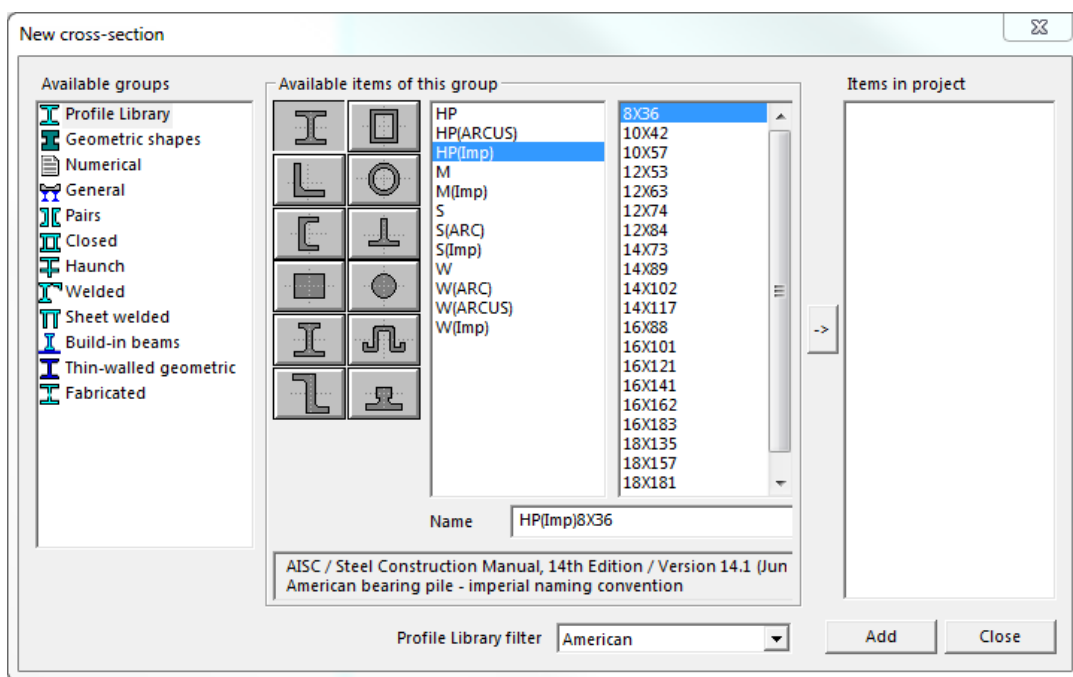 New cross-section
Available groups
Profile Library
Geometric shapes
Numerical
General
Pairs
Closed
Haunch
Welded
Sheet welded
Build-in beams
Thin-walled geometric
Fabricated
Available items of this group
HP
HP(ARCUS)
HP(Imp)
M
M(Imp)
S
S(ARC)
S(Imp)
W
W(ARC)
W(ARCUS)
W(Imp)
8X36
10X42
10X57
12X53
12X63
12X74
12X84
14X73
14X89
14X102
14X117
16X88
16X101
16X121
16X141
16X162
16X183
18X135
18X157
18X181
Name HP(Imp)8X36
AISC / Steel Construction Manual, 14th Edition / Version 14.1 (Jun
American bearing pile - imperial naming convention
Profile Library filter American
->
Items in project
Add Close